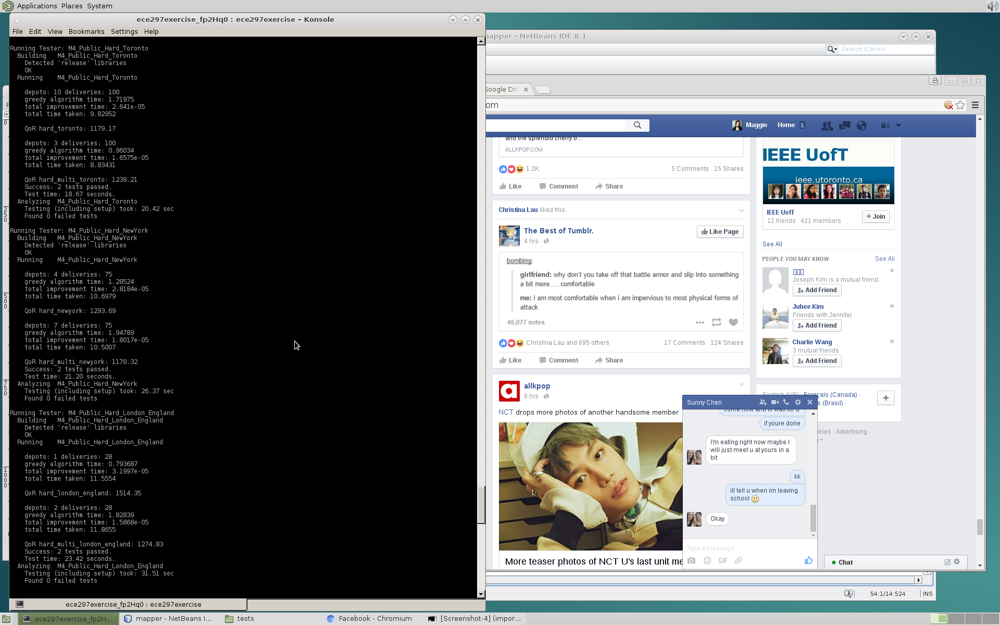 Applications Places System
ece297exercise_fp2Hq0 : ece297exercise – Konsole
File Edit View Bookmarks Settings Help
Running Tester: M4_Public_Hard_Toronto
Building M4_Public_Hard_Toronto
Detected 'release' libraries
OK
Running M4_Public_Hard_Toronto
depots: 10 deliveries: 100
greedy algorithm time: 1.71975
total improvement time: 2.641e-05
total time taken: 9.82952
QoR hard_toronto: 1179.17
depots: 3 deliveries: 100
greedy algorithm time: 0.96034
total improvement time: 1.6575e-05
total time taken: 8.83431
QoR hard_multi_toronto: 1239.21
Success: 2 tests passed.
Test time: 18.67 seconds.
Analyzing M4_Public_Hard_Toronto
Testing (including setup) took: 20.42 sec
Found 0 failed tests
Running Tester: M4_Public_Hard_NewYork
Building M4_Public_Hard_NewYork
Detected 'release' libraries
OK
Running M4_Public_Hard_NewYork
depots: 4 deliveries: 75
greedy algorithm time: 1.28524
total improvement time: 2.8184e-05
total time taken: 10.6979
QoR hard_newyork: 1293.69
depots: 7 deliveries: 75
greedy algorithm time: 1.94789
total improvement time: 1.8017e-05
total time taken: 10.5007
QoR hard_multi_newyork: 1170.32
Success: 2 tests passed.
Test time: 21.20 seconds.
Analyzing M4_Public_Hard_NewYork
Testing (including setup) took: 26.37 sec
Found 0 failed tests
Running Tester: M4_Public_Hard_London_England
Building M4_Public_Hard_London_England
Detected 'release' libraries
OK
Running M4_Public_Hard_London_England
depots: 1 deliveries: 28
greedy algorithm time: 0.793687
total improvement time: 3.1997e-05
total time taken: 11.5554
QoR hard_london_england: 1514.35
depots: 2 deliveries: 28
greedy algorithm time: 1.82839
total improvement time: 1.5868e-05
total time taken: 11.8655
QoR hard_multi_london_england: 1274.83
Success: 2 tests passed.
Test time: 23.42 seconds.
Analyzing M4_Public_Hard_London_England
Testing (including setup) took: 31.51 sec
Found 0 failed tests
ece297exercise_fp2Hq0 : ece297exercise
mapper - NetBeans IDE 8.1
Search (Ctrl+I)
Google Dri
om
Maggie Home 1
and the splendid cherry b...
ALLKPOP.COM
1.2K 5 Comments 15 Shares
Like Comment Share
Christina Lau liked this.
The Best of Tumblr.
4 hrs ·
Like Page
bombing:
girlfriend: why don't you take off that battle armor and slip into something
a bit more.....comfortable
me: i am most comfortable when i am impervious to most physical forms of
attack
46,077 notes
Christina Lau and 695 others 17 Comments 124 Shares
Like Comment Share
allkpop
8 hrs ·
NCT drops more photos of another handsome member
More teaser photos of NCT U's last unit me
IEEE UofT
ieee.utoronto.ca
IEEE UofT
12 friends · 421 members
+ Join
See All
PEOPLE YOU MAY KNOW See All
Joseph Kim is a mutual friend.
Add Friend
Juhee Kim
Friends with Jennifer
Add Friend
Charlie Wang
3 mutual friends
Add Friend
English (US) · Français (Canada) ·
s (Brasil) ·
kies · Advertising ·
Sunny Chen
come now and ill wait for u
if youre done
I'm eating right now maybe I
will just meet u at yours in a
bit
kk
ill tell u when im leaving
school
Okay
Type a message...
GIF
Chat
54:1/14:524 INS
ece297exercise_fp2H... mapper - NetBeans I... tests Facebook - Chromium [Screenshot-4] (impor...